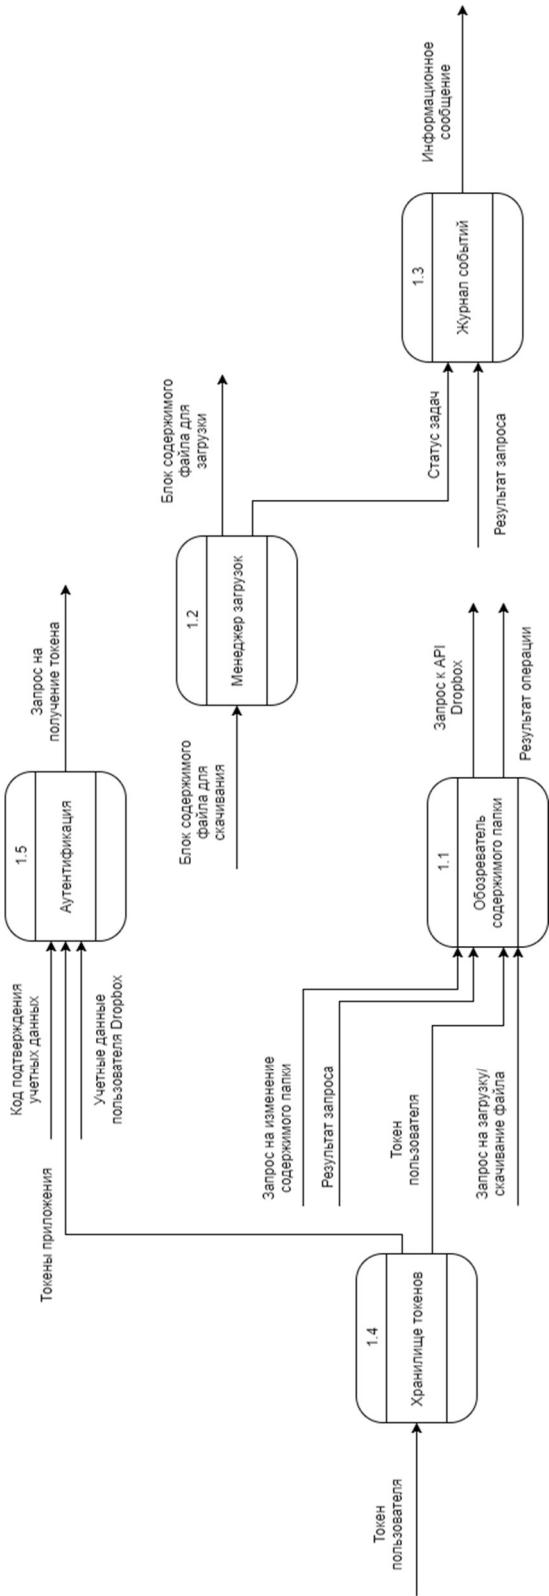 Токен
пользователя
1.4
Хранилище токенов
Токены приложения
Код подтверждения
учетных данных
Учетные данные
пользователя Dropbox
1.5
Аутентификация
Запрос на
получение токена
Запрос на изменение
содержимого папки
Результат запроса
Токен
пользователя
Запрос на загрузку/
скачивание файла
1.1
Обозреватель
содержимого папки
Запрос к API
Dropbox
Результат операции
Блок содержимого
файла для
скачивания
1.2
Менеджер загрузок
Блок содержимого
файла для
загрузки
Статус задач
Результат запроса
1.3
Журнал событий
Информационное
сообщение